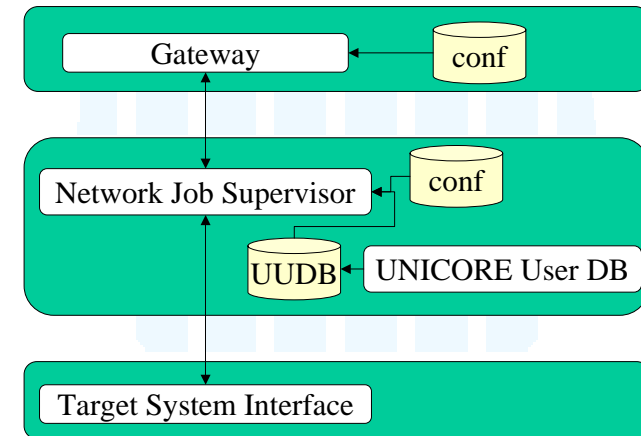 Gateway
conf
Network Job Supervisor
conf
UUDB
UNICORE User DB
Target System Interface